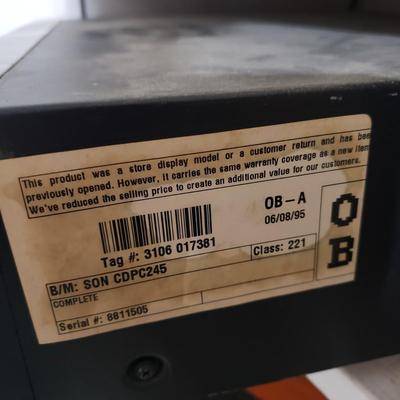 This product was a store display model or a customer return and has been
previously opened. However, it carries the same warranty coverage as a new item.
We've reduced the selling price to create an additional value for our customers.
OB-A
06/08/95
O
B
Tag #: 3106 017381
Class: 221
B/M: SON CDPC245
COMPLETE
Serial #: 8811505